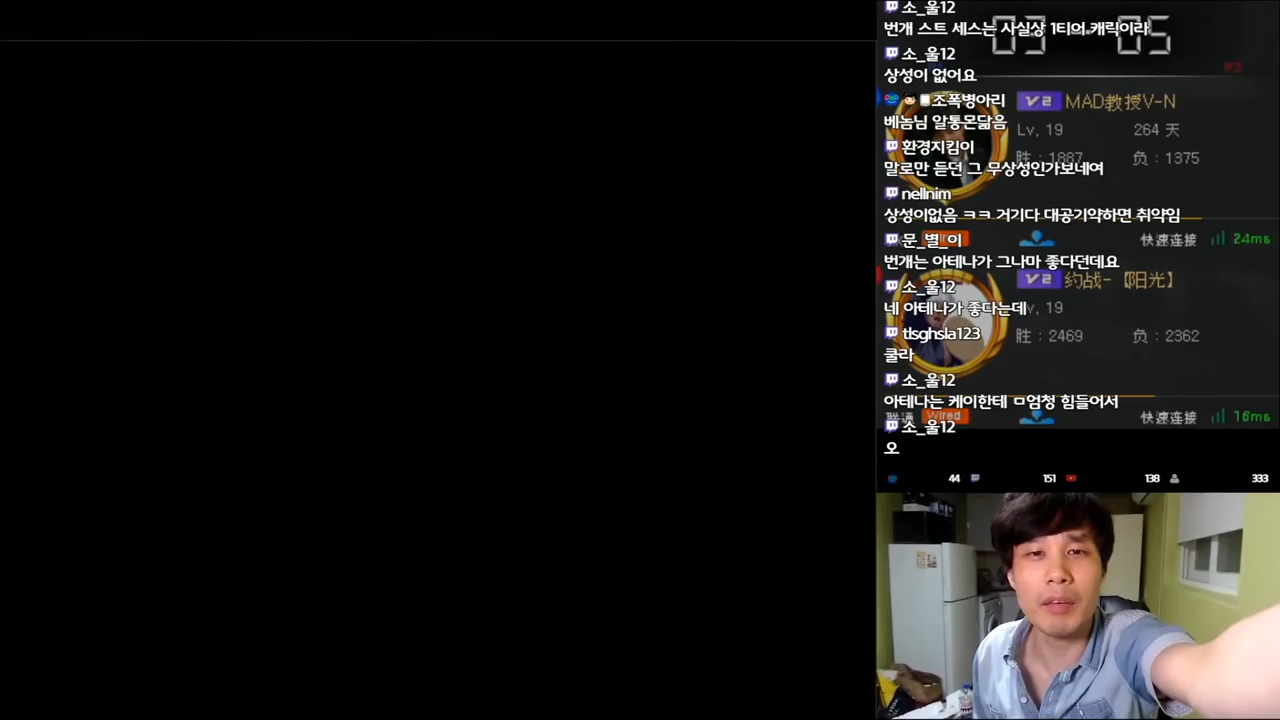 소_울12
번개 스트 세스는 사실상 1티어 캐릭이라
03 05
소_울12
상성이 없어요
P2
조폭병아리
베놈님 알통몬닮음
V2 MAD教授V-N
Lv, 19 264 天
胜 : 1887 负 : 1375
환경지킴이
말로만 듣던 그 무상성인가보네여
nellnim
상성이없음 ㅋㅋ 거기다 대공기약하면 취약임
문_별_이
快速连接 24ms
번개는 아테나가 그나마 좋다던데요
V2 约战-【阳光】
소_울12
네 아테나가 좋다는데
Lv, 19
tlsghsla123
胜 : 2469 负 : 2362
쿨라
소_울12
아테나는 케이한테 ㅁ엄청 힘들어서
Wired 快速连接 16ms
소_울12
오
44 151 138 333